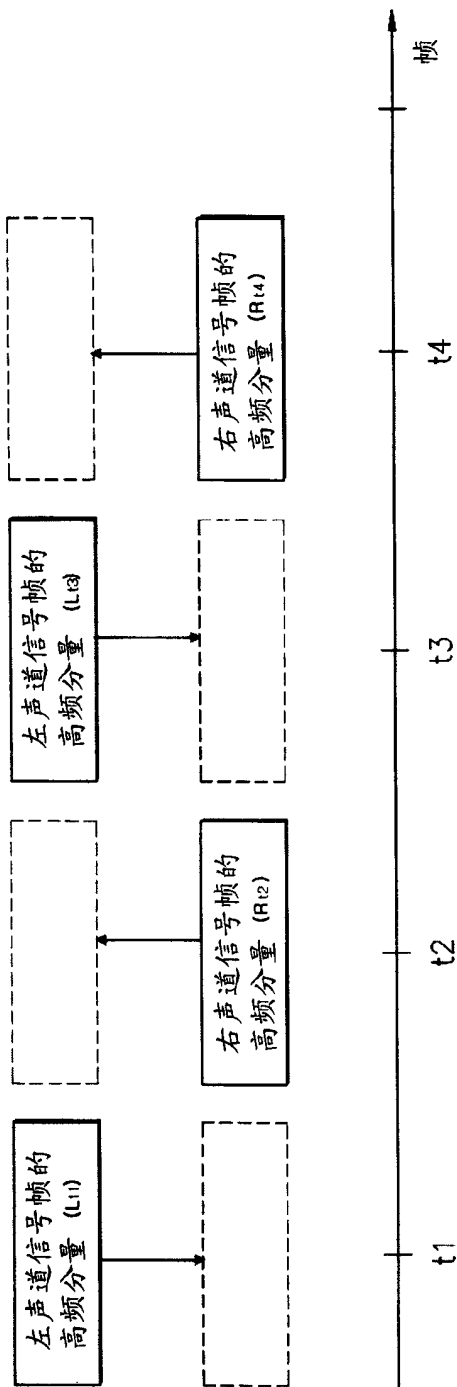 左声道信号帧的
高频分量 (Lt1)
右声道信号帧的
高频分量 (Rt2)
左声道信号帧的
高频分量 (Lt3)
右声道信号帧的
高频分量 (Rt4)
t1
t2
t3
t4
帧